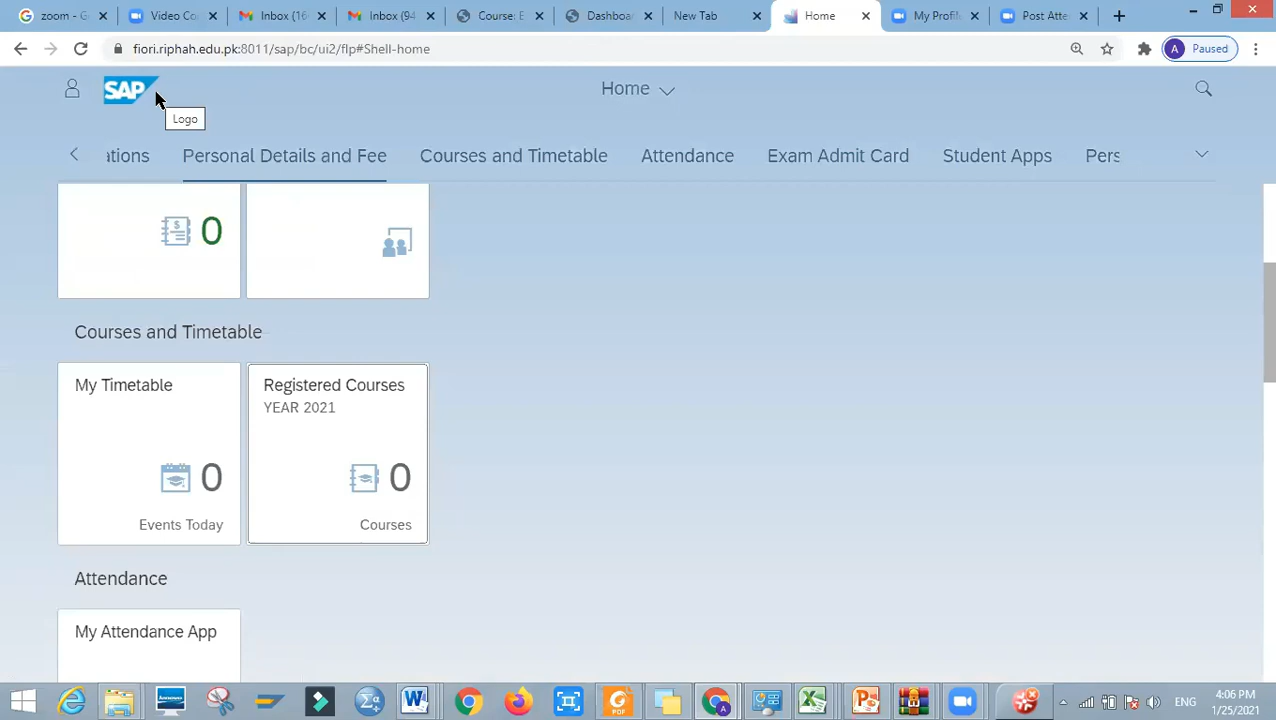 zoom - G
Video Co
Inbox (16
Inbox (94
Course: E
Dashboa
New Tab
Home
My Profil
Post Atte
fiori.riphah.edu.pk:8011/sap/bc/ui2/flp#Shell-home
A Paused
SAP
Home
Logo
ations Personal Details and Fee Courses and Timetable Attendance Exam Admit Card Student Apps Pers
0
Courses and Timetable
My Timetable
0
Events Today
Registered Courses
YEAR 2021
0
Courses
Attendance
My Attendance App
ENG
4:06 PM
1/25/2021